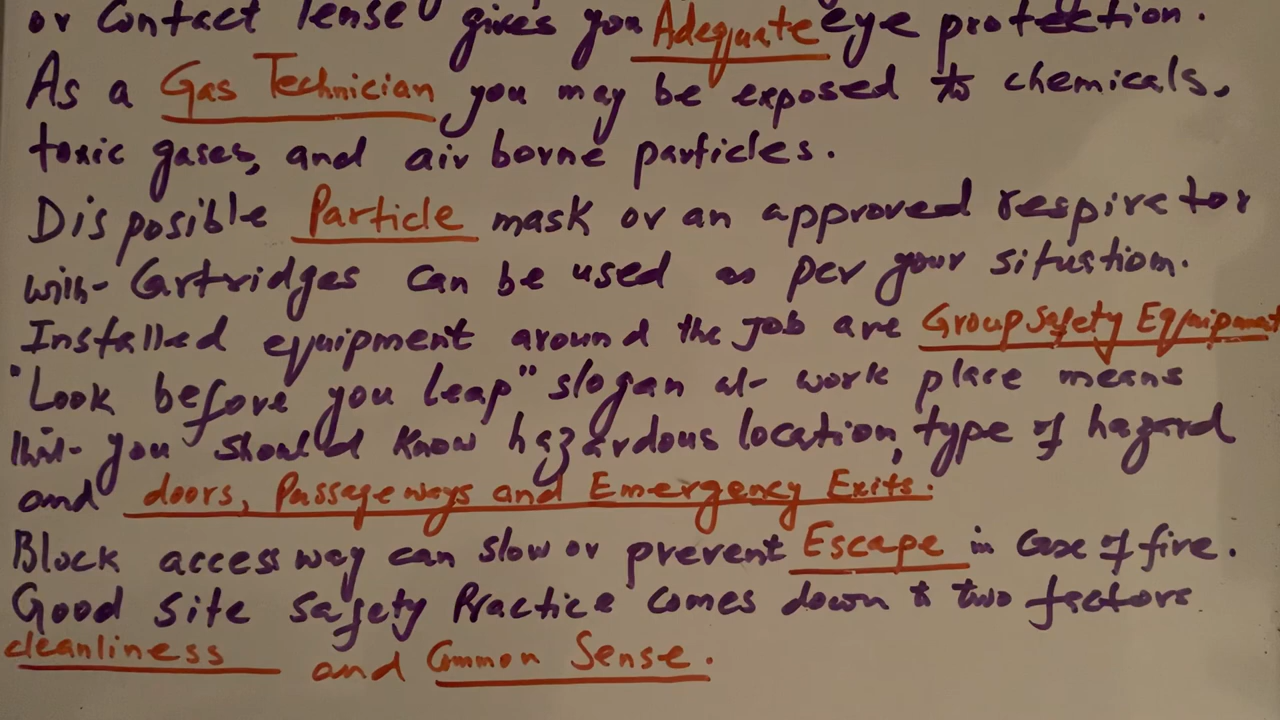 or Contact lense gives you Adequate eye protection.
As a Gas Technician you may be exposed to chemicals,
toxic gases, and air borne particles.
Disposible Particle mask or an approved respirator
with Cartridges can be used as per your situation.
Installed equipment around the job are Group safety Equipment
"Look before you leap" slogan at work place means
that you should know hazardous location, type of hazard
and doors, Passageways and Emergency Exits.
Block access way can slow or prevent Escape in Case of fire.
Good site safety Practice comes down to two factors
cleanliness and Common Sense.